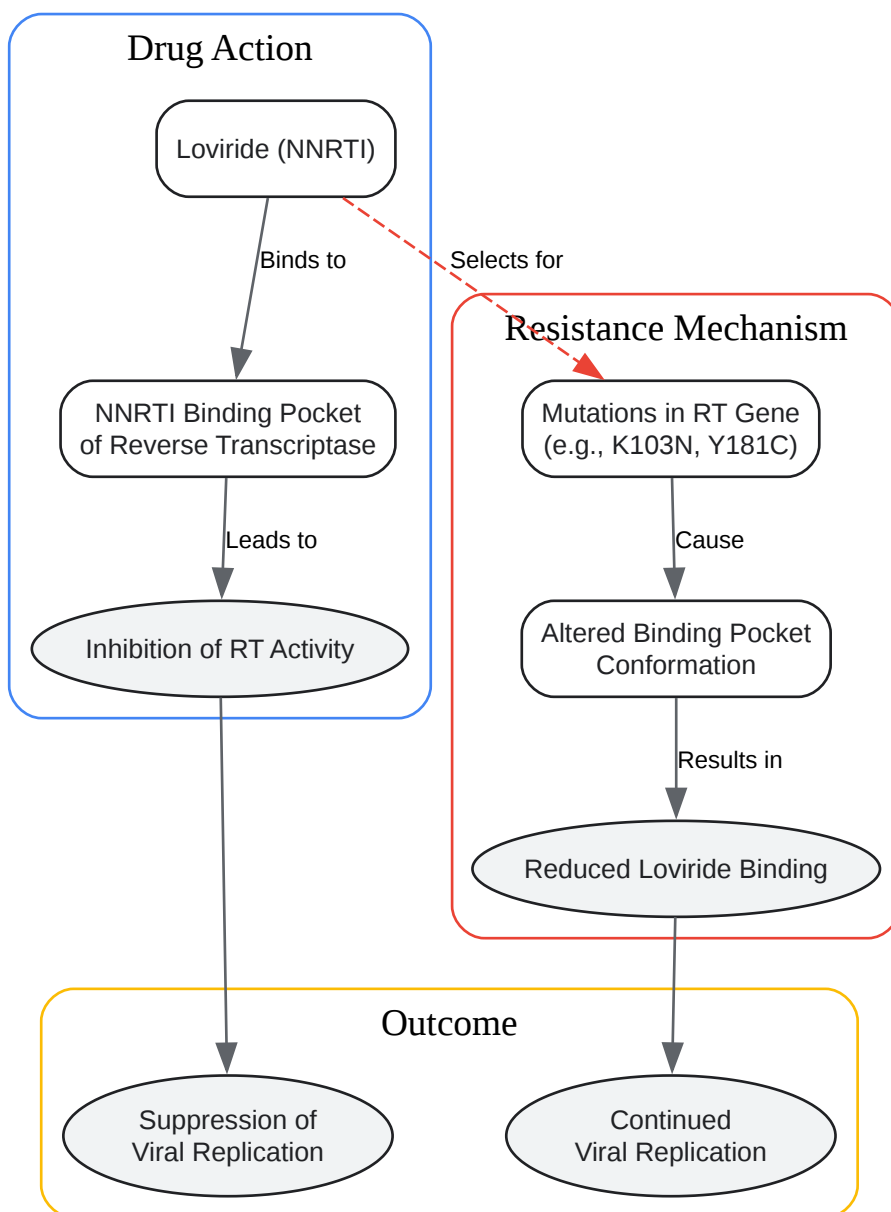 Drug Action
Loviride (NNRTI)
Binds to
Selects for
Resistance Mechanism
NNRTI Binding Pocket
of Reverse Transcriptase
Mutations in RT Gene
(e.g., K103N, Y181C)
Leads to
Cause
Inhibition of RT Activity
Altered Binding Pocket
Conformation
Results in
Reduced Loviride Binding
Outcome
Suppression of
Viral Replication
Continued
Viral Replication